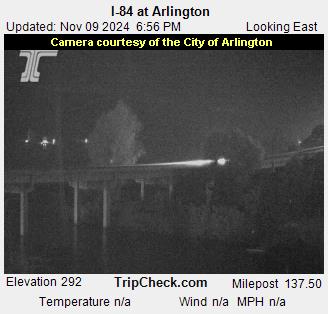 I-84 at Arlington
Updated: Nov 09 2024 6:56 PM Looking East
Camera courtesy of the City of Arlington
Elevation 292 TripCheck.com Milepost 137.50
Temperature n/a Wind n/a MPH n/a